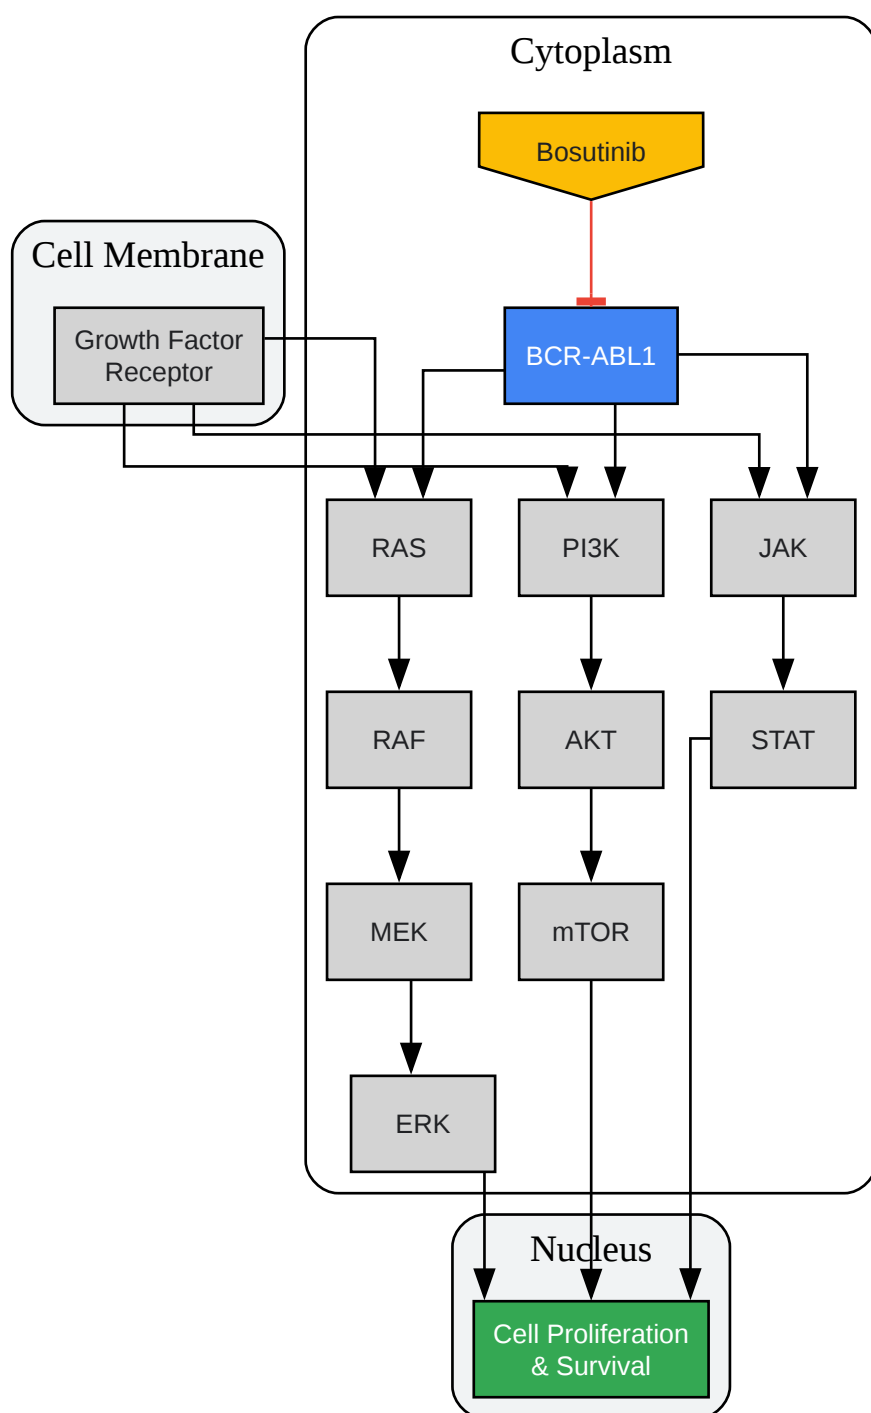 Cytoplasm
Bosutinib
Cell Membrane
Growth Factor
Receptor
BCR-ABL1
RAS
PI3K
JAK
RAF
AKT
STAT
MEK
mTOR
ERK
Nucleus
Cell Proliferation
& Survival